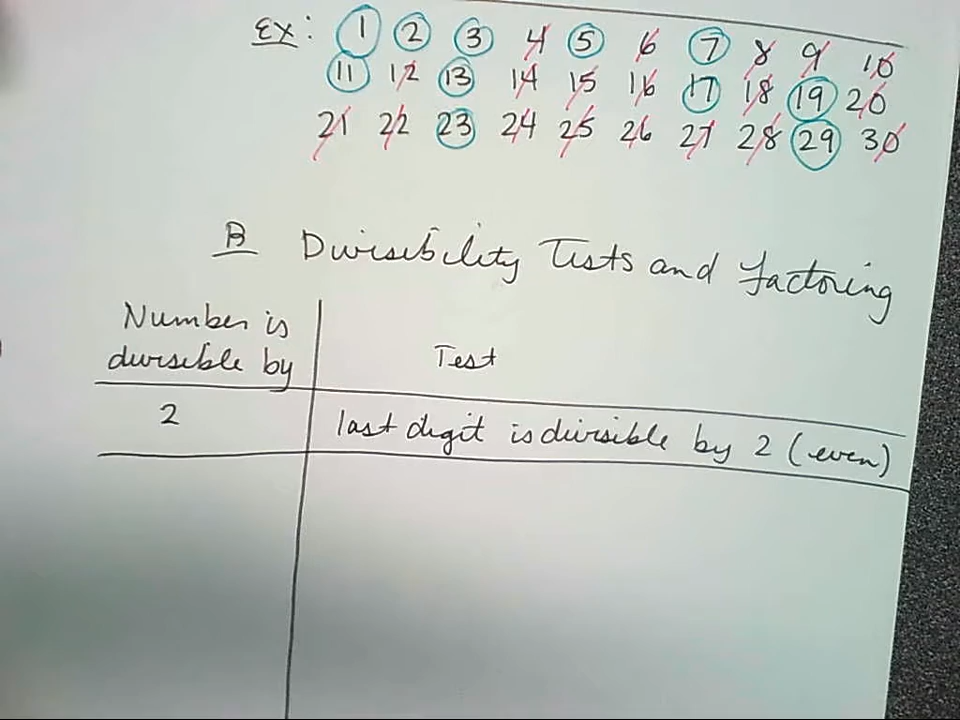 Ex: 1 2 3 4 5 6 7 8 9 10
11 12 13 14 15 16 17 18 19 20
21 22 23 24 25 26 27 28 29 30
B Divisibility Tests and Factoring
Number is
divisible by
Test
2 last digit is divisible by 2 (even)